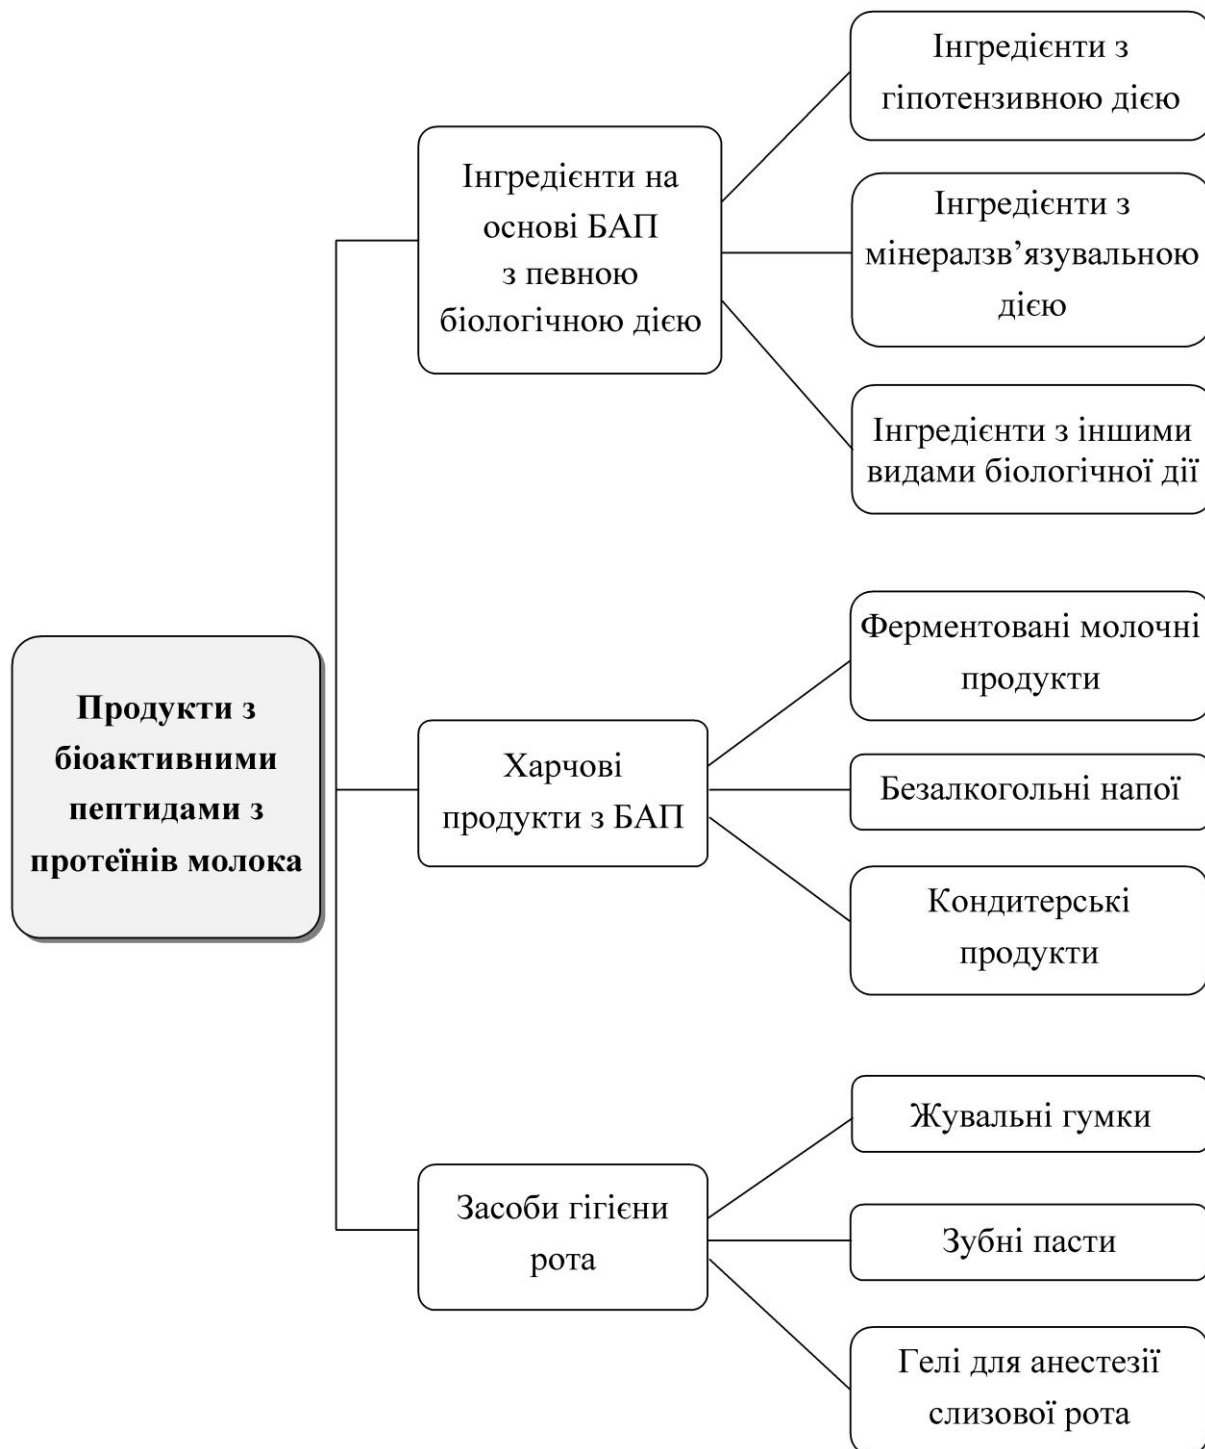 Продукти з
біоактивними
пептидами з
протеїнів молока
Інгредієнти на
основі БАП
з певною
біологічною дією
Інгредієнти з
гіпотензивною дією
Інгредієнти з
мінералзв’язувальною
дією
Інгредієнти з іншими
видами біологічної дії
Харчові
продукти з БАП
Ферментовані молочні
продукти
Безалкогольні напої
Кондитерські
продукти
Засоби гігієни
рота
Жувальні гумки
Зубні пасти
Гелі для анестезії
слизової рота